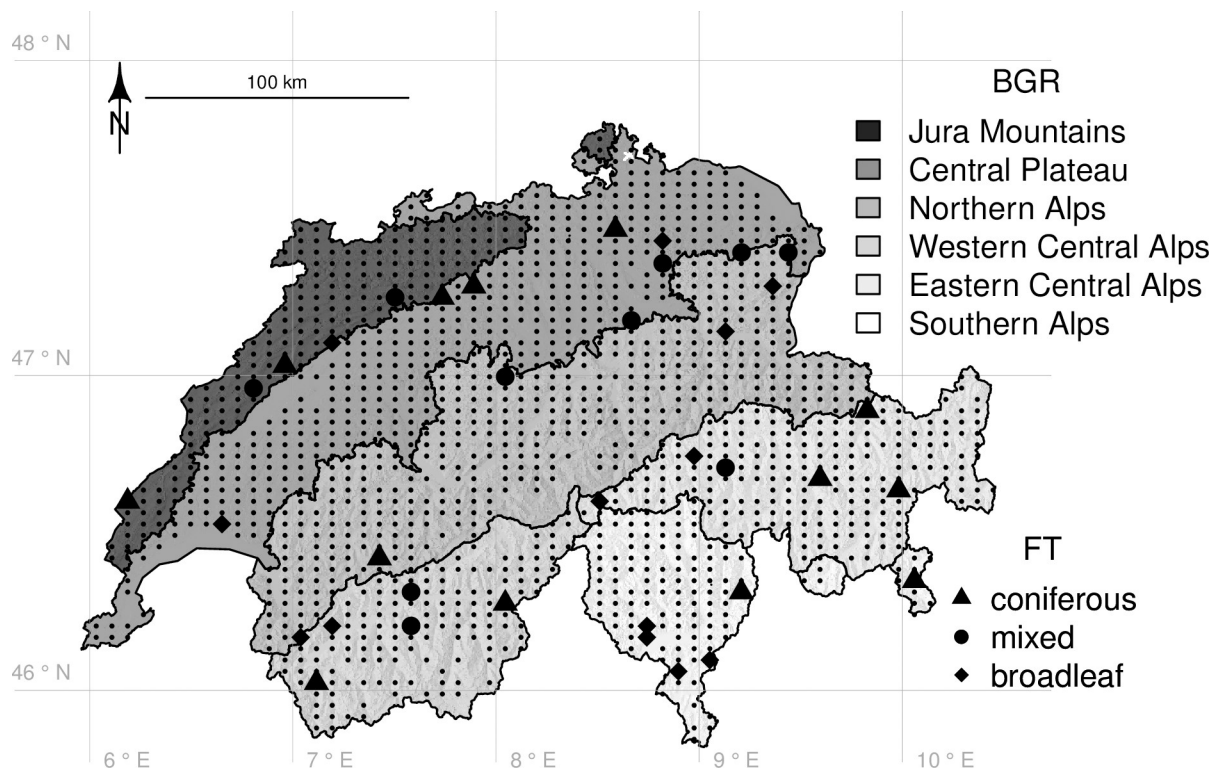 48 ° N
100 km
N
BGR
Jura Mountains
Central Plateau
Northern Alps
Western Central Alps
Eastern Central Alps
Southern Alps
47 ° N
FT
coniferous
mixed
broadleaf
46 ° N
6 ° E 7 ° E 8 ° E 9 ° E 10 ° E